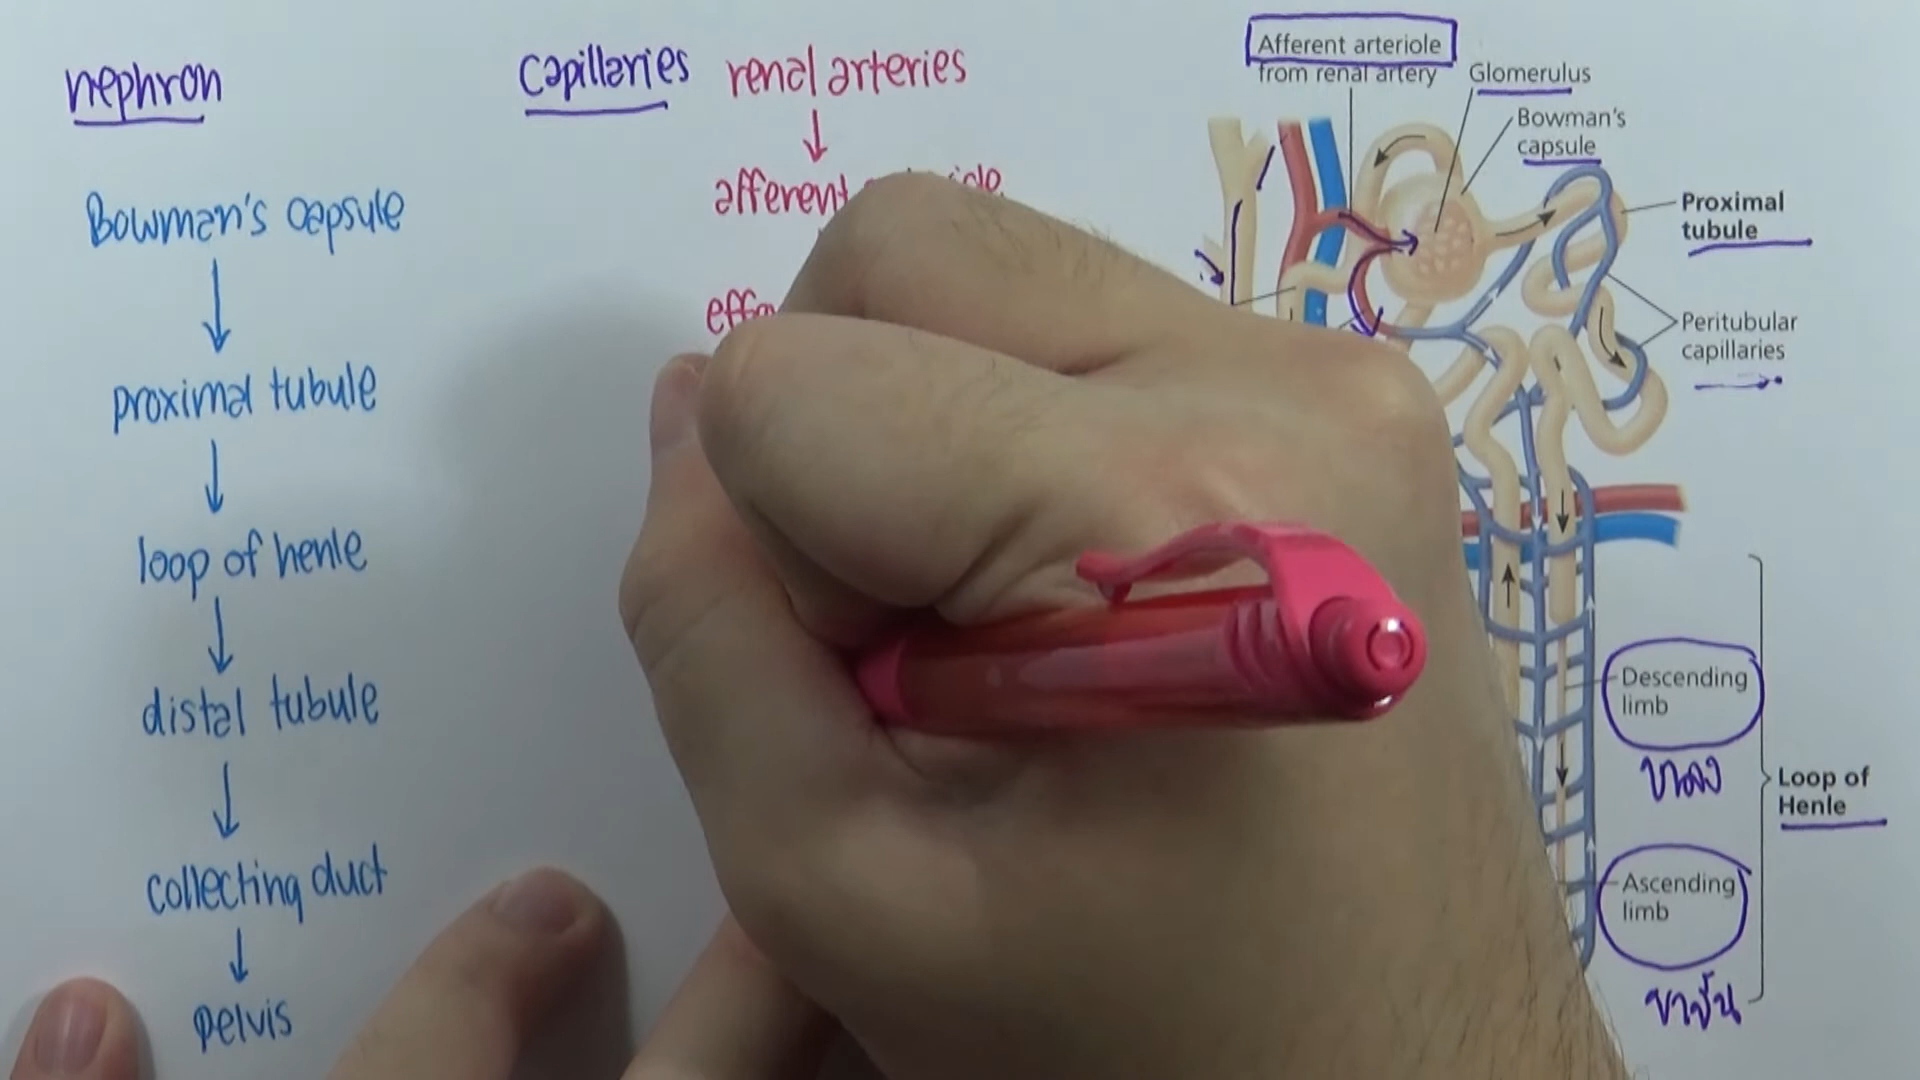 nephron
Bowman's capsule
proximal tubule
loop of henle
distal tubule
collecting duct
pelvis
capillaries
renal arteries
afferent
Afferent arteriole
from renal artery
Glomerulus
Bowman's
capsule
Proximal
tubule
Peritubular
capillaries
Descending
limb
ขาลง
Loop of
Henle
Ascending
limb
ขาขึ้น